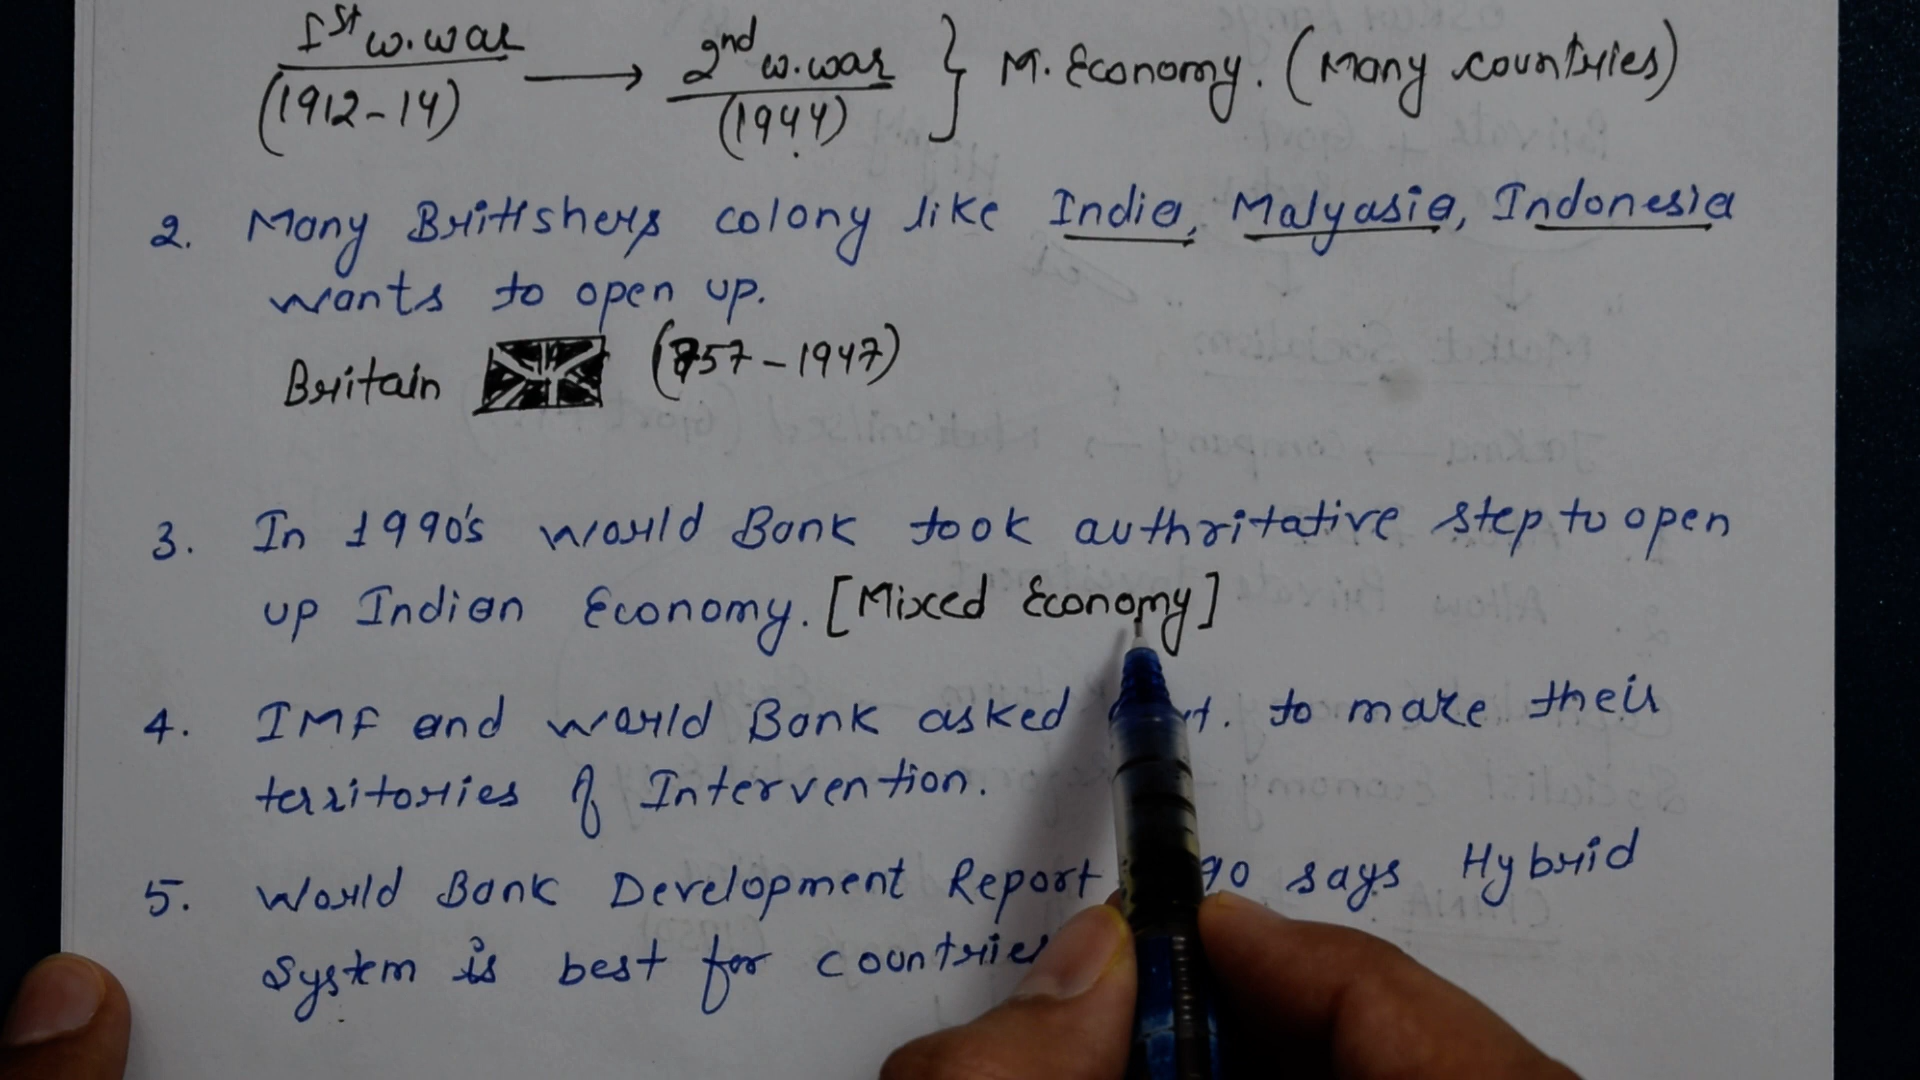 Ist w.war → 2nd w.war } M. Economy. (Many countries)
(1912-14) (1944)
2. Many Brittshers colony like India, Malyasia, Indonesia
wants to open up.
Britain (757-1947)
3. In 1990's World Bank took authritative step to open
up Indian Economy. [Mixed Economy]
4. IMF and World Bank asked to make their
territories of Intervention.
5. World Bank Development Report says Hybrid
System is best for countries